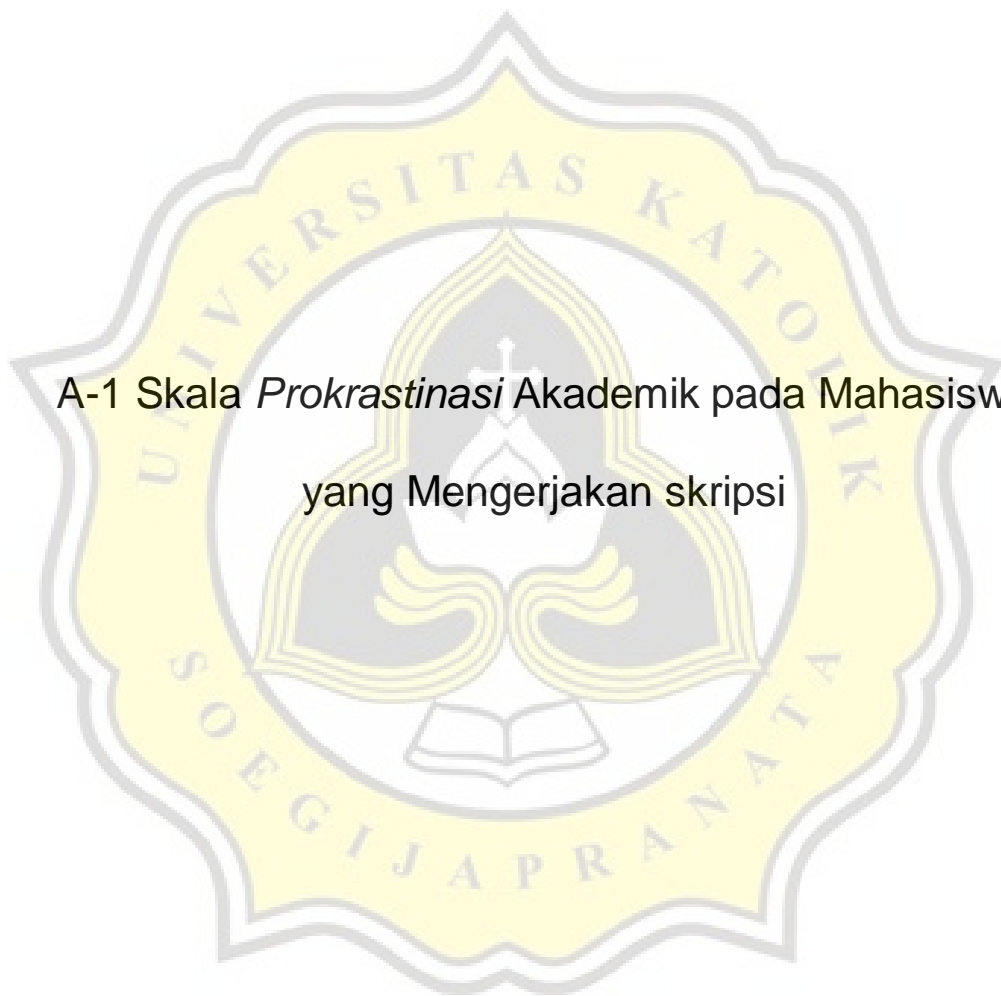 UNIVERSITAS KATOLIK
A-1 Skala Prokrastinasi Akademik pada Mahasisw
yang Mengerjakan skripsi
SOEGIJAPRANATA